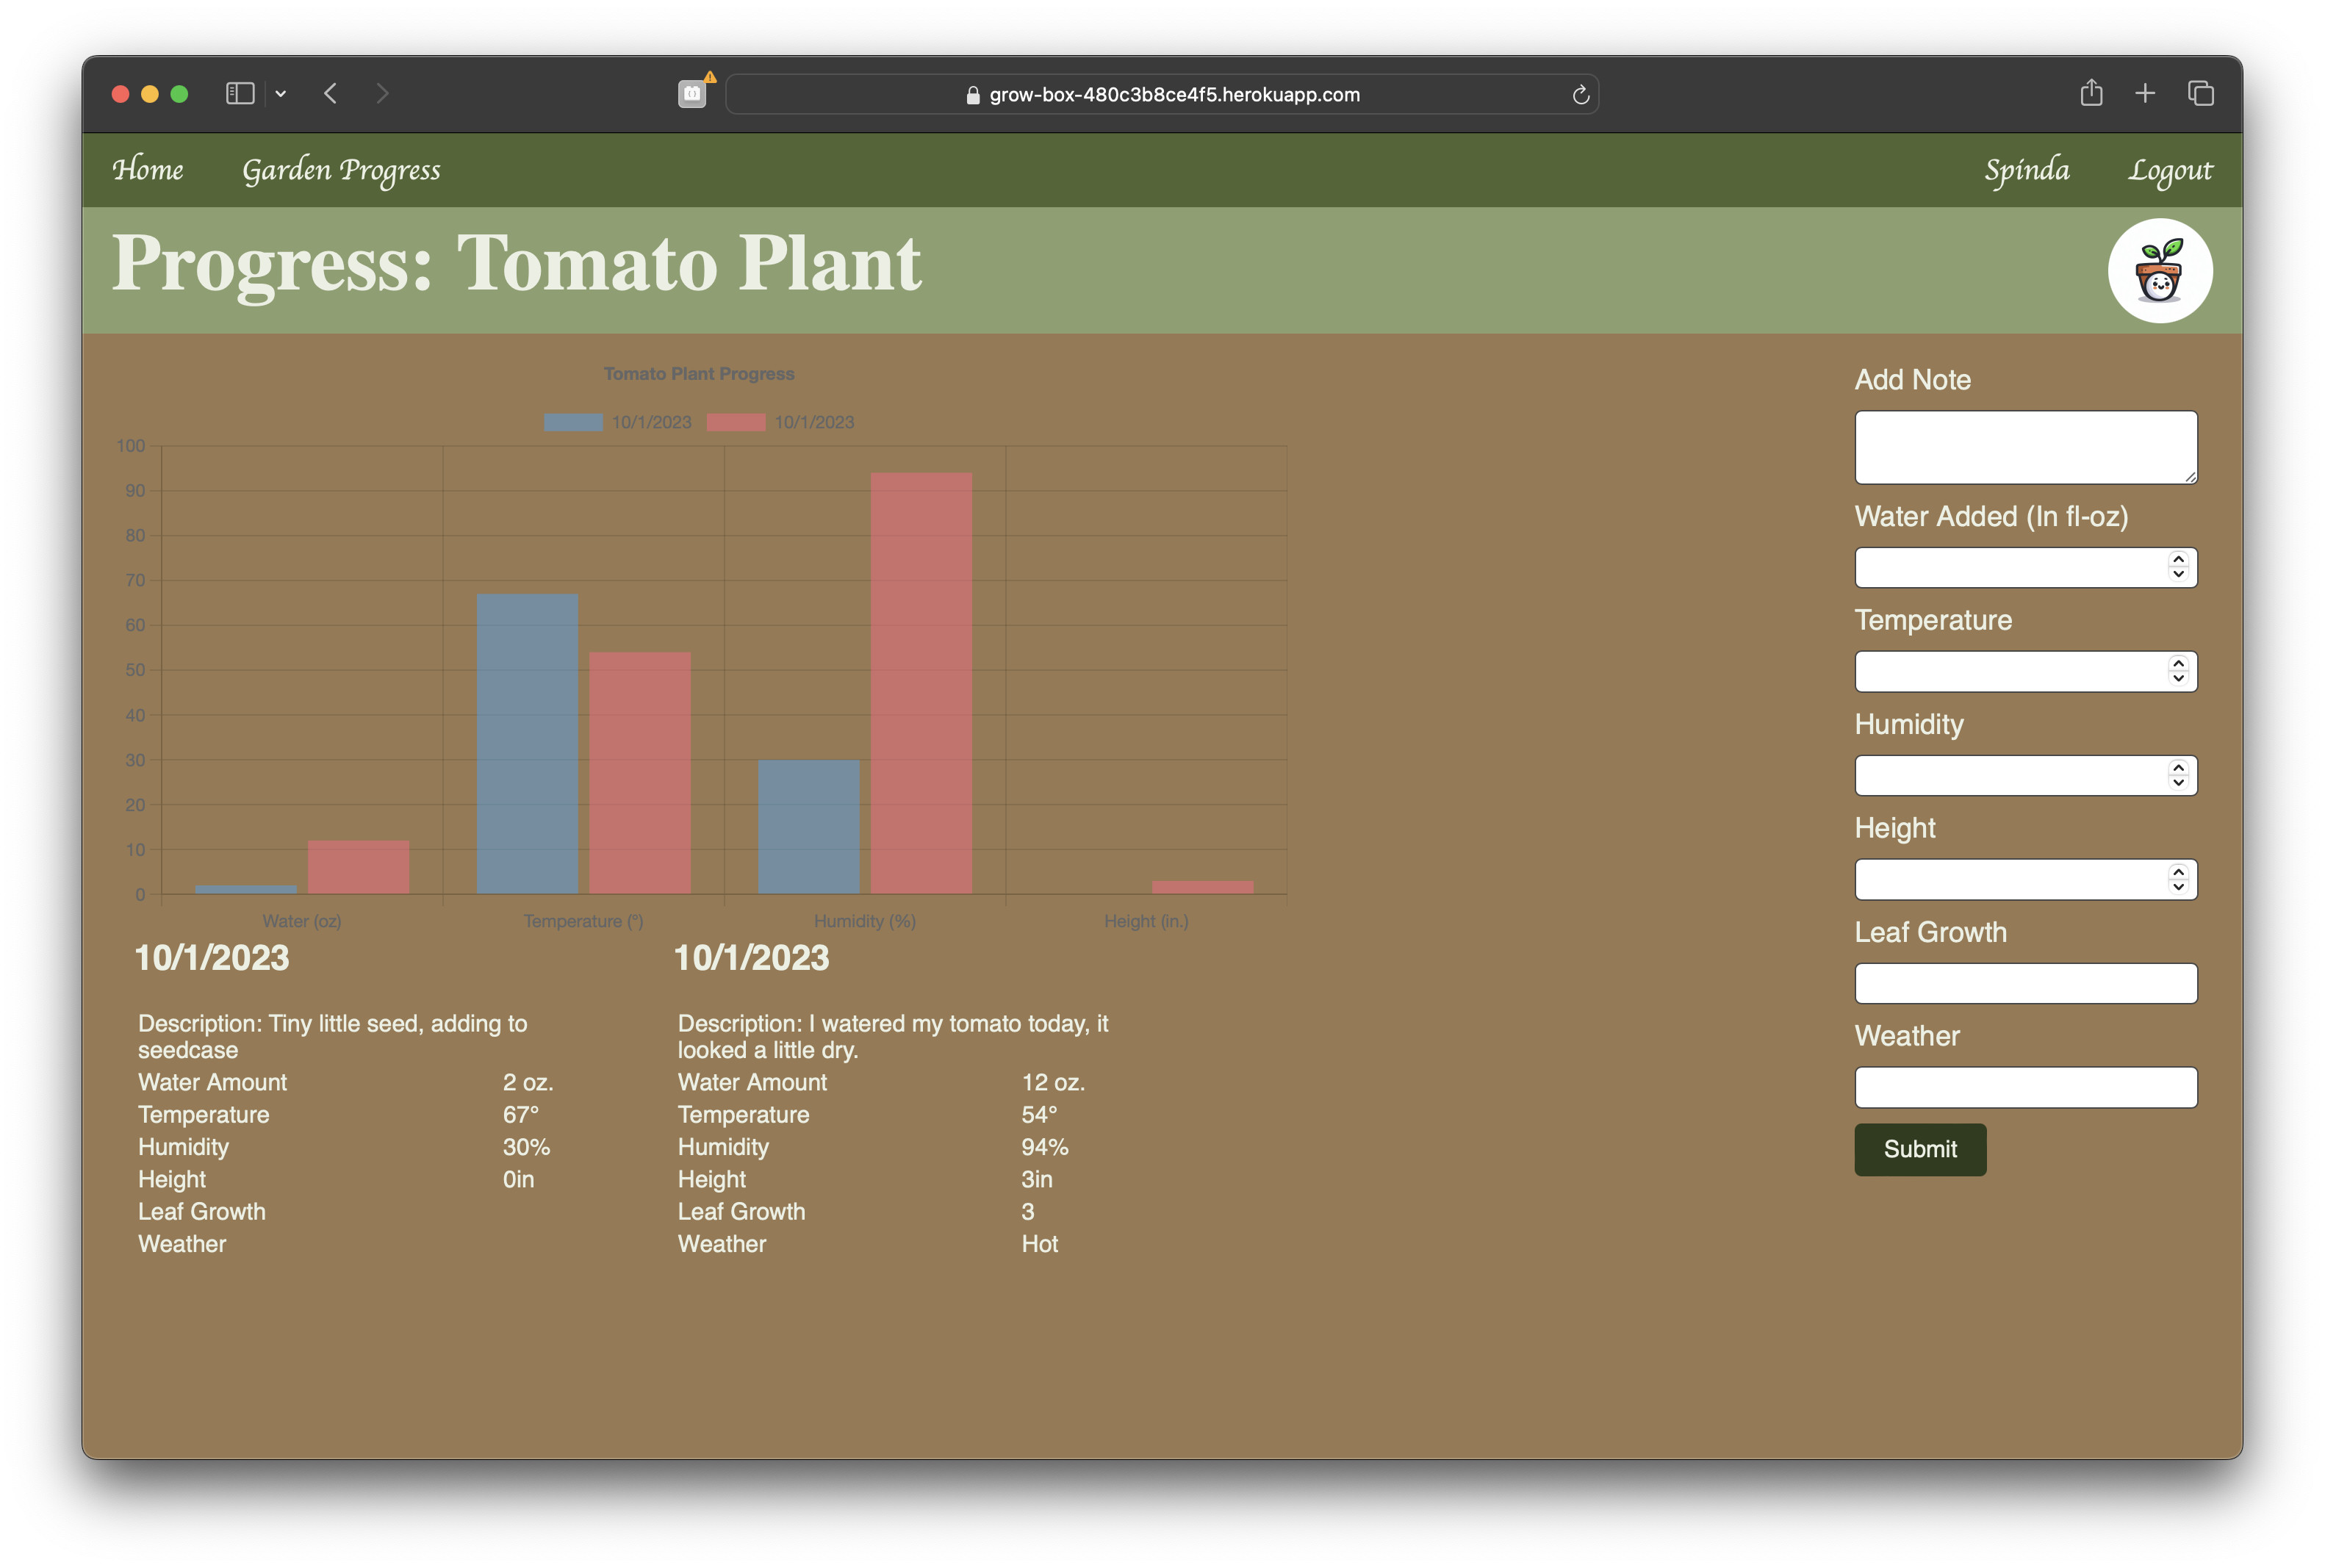 grow-box-480c3b8ce4f5.herokuapp.com
Home Garden Progress Spinda Logout
Progress: Tomato Plant
Tomato Plant Progress
10/1/2023 10/1/2023
100
90
80
70
60
50
40
30
20
10
0
Water (oz) Temperature (°) Humidity (%) Height (in.)
10/1/2023
Description: Tiny little seed, adding to
seedcase
Water Amount 2 oz.
Temperature 67°
Humidity 30%
Height 0in
Leaf Growth
Weather
10/1/2023
Description: I watered my tomato today, it
looked a little dry.
Water Amount 12 oz.
Temperature 54°
Humidity 94%
Height 3in
Leaf Growth 3
Weather Hot
Add Note
Water Added (In fl-oz)
Temperature
Humidity
Height
Leaf Growth
Weather
Submit